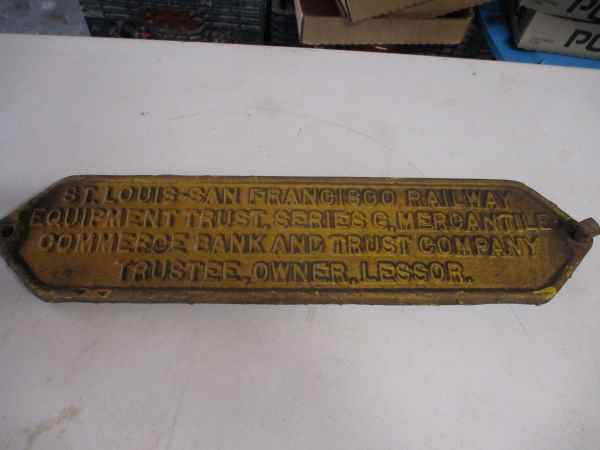 ST. LOUIS-SAN FRANCISCO RAILWAY
EQUIPMENT TRUST, SERIES G, MERCANTILE
COMMERCE BANK AND TRUST COMPANY
TRUSTEE, OWNER, LESSOR.